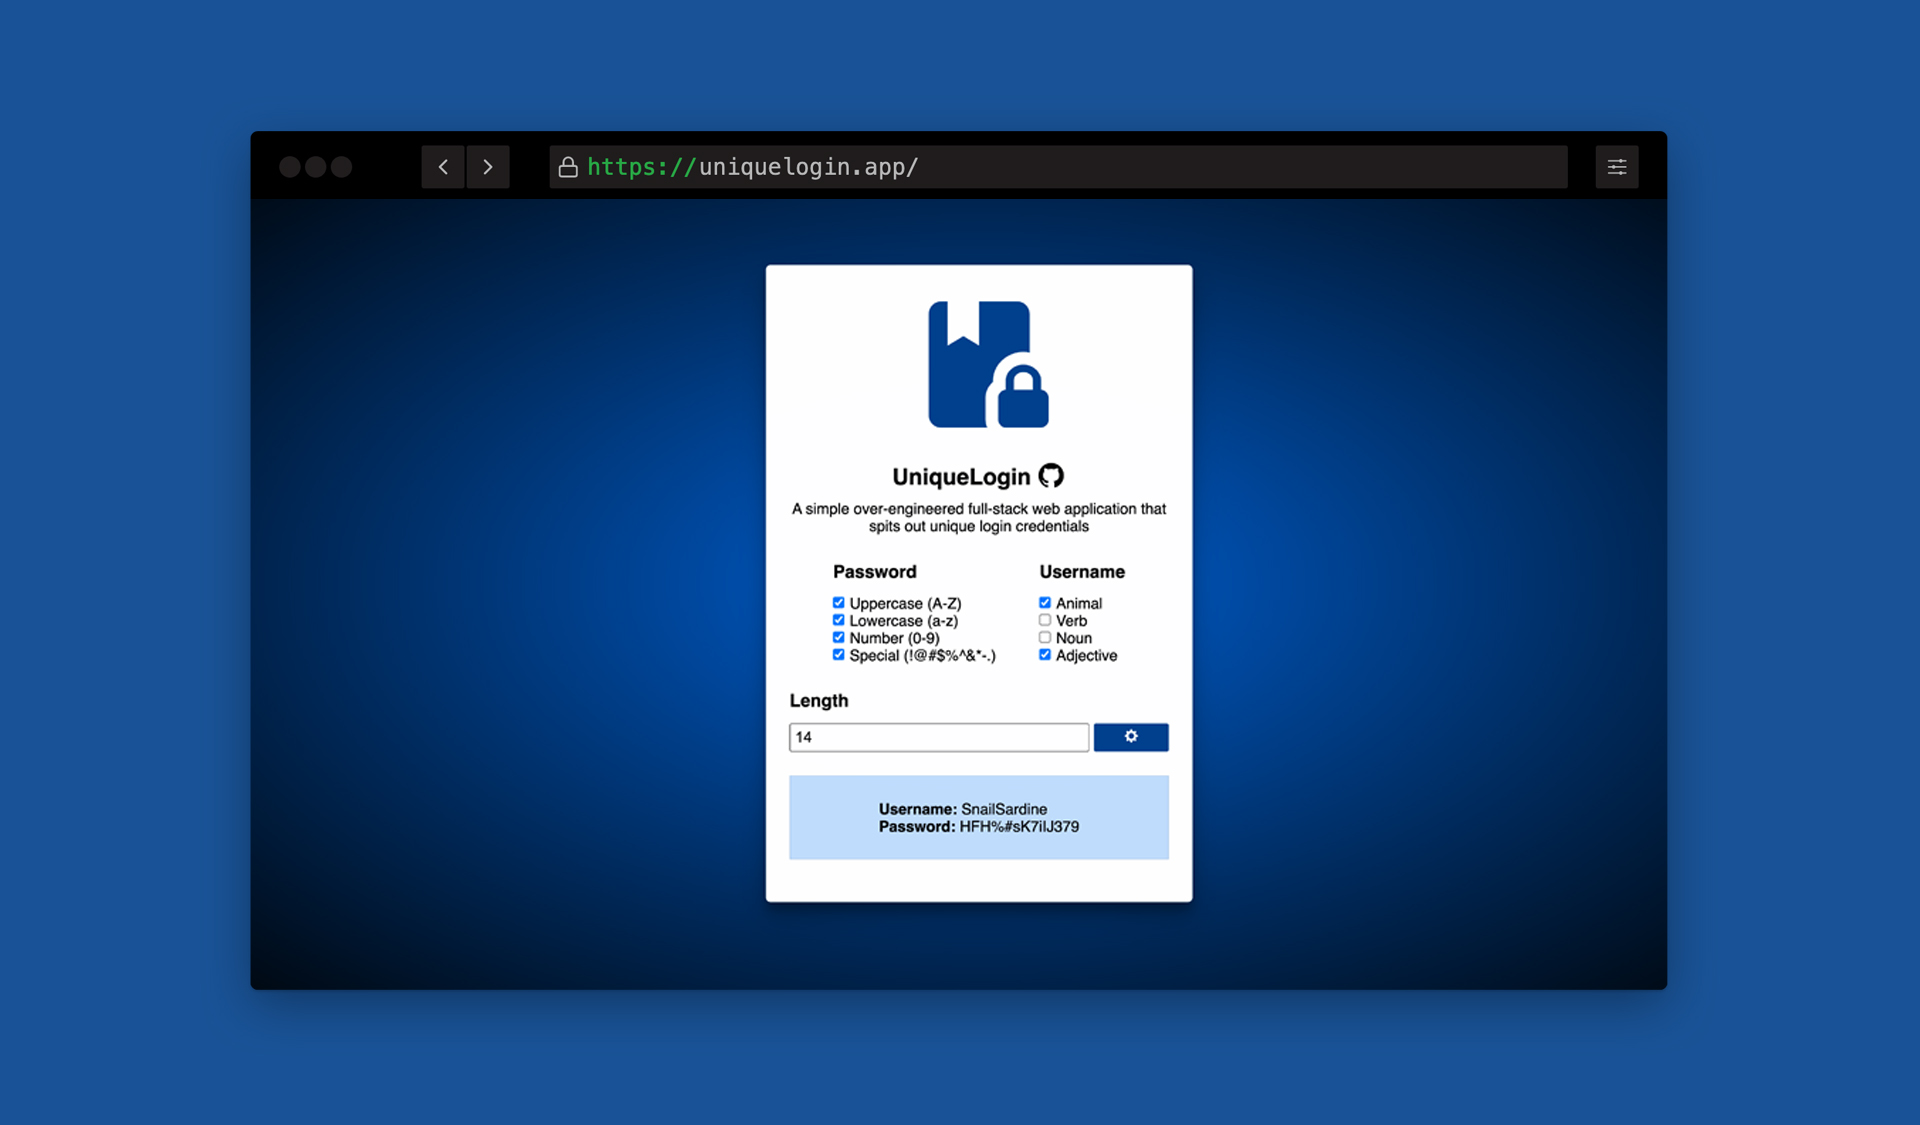 https://uniquelogin.app/
UniqueLogin
A simple over-engineered full-stack web application that
spits out unique login credentials
Password
Username
Uppercase (A-Z)
Animal
Lowercase (a-z)
Verb
Number (0-9)
Noun
Special (!@#$%^&*-.)
Adjective
Length
14
Username: SnailSardine
Password: HFH%#sK7iIJ379